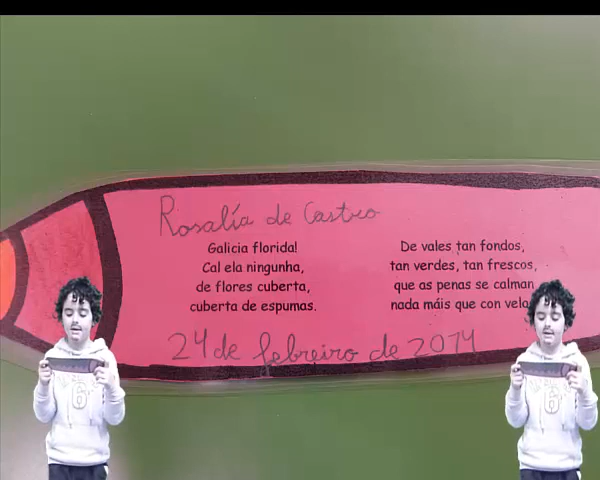 Rosalía de Castro
Galicia florida!
Cal ela ningunha,
de flores cuberta,
cuberta de espumas.
De vales tan fondos,
tan verdes, tan frescos,
que as penas se calman
nada máis que con
24 de febreiro de 2014